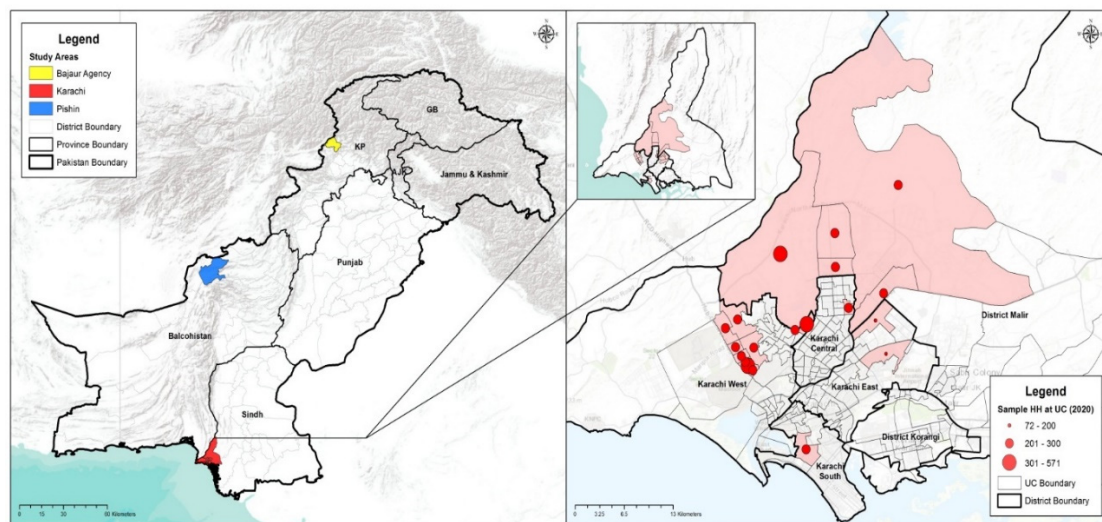 Legend
Study Areas
Bajaur Agency
Karachi
Pishin
District Boundary
Province Boundary
Pakistan Boundary
GB
KP
AJK
Jammu & Kashmir
Punjab
Balcohistan
Sindh
0 15 30 60 Kilometers
District Malir
Karachi
Central
Karachi West
Karachi East
District Korangi
Karachi
South
Legend
Sample HH at UC (2020)
72 - 200
201 - 300
301 - 571
UC Boundary
District Boundary
0 3.25 6.5 13 Kilometers